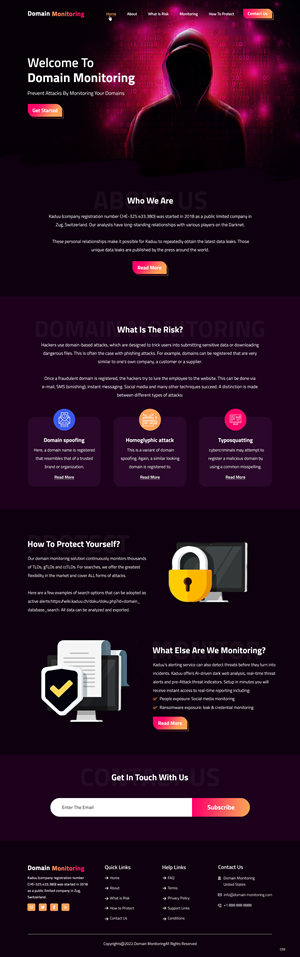 Domain Monitoring
Home About What Is Risk Monitoring How To Protect Contact Us
Welcome To
Domain Monitoring
Prevent Attacks By Monitoring Your Domains
Get Started
ABOUT US
Who We Are
Kaduu (company registration number CHE-325.433.380) was started in 2018 as a public limited company in
Zug, Switzerland. Our analysts have long-standing relationships with various players on the Darknet.
These personal relationships make it possible for Kaduu to repeatedly obtain the latest data leaks. Those
unique data leaks are published by the press around the world.
Read More
DOMAIN MONITORING
What Is The Risk?
Hackers use domain-based attacks, which are designed to trick users into submitting sensitive data or downloading
dangerous files. This is often the case with phishing attacks. For example, domains can be registered that are very
similar to one's own company, a customer or a supplier.
Once a fraudulent domain is registered, the hackers try to lure the employee to the website. This can be done via
e-mail, SMS (smishing), instant messaging. Social media and many other techniques succeed. A distinction is made
between different types of attacks:
Domain spoofing
Here, a domain name is registered
that resembles that of a trusted
brand or organization.
Read More
Homoglyphic attack
This is a variant of domain
spoofing. Again, a similar looking
domain is registered to.
Read More
Typosquatting
cybercriminals may attempt to
register a malicious domain by
using a common misspelling.
Read More
How To Protect Yourself?
Our domain monitoring solution continuously monitors thousands
of TLDs, gTLDs and ccTLDs. For searches, we offer the greatest
flexibility in the market and cover ALL forms of attacks.
Here are a few examples of search options that can be adopted as
active alerts:https://wiki.kaduu.ch/doku/doku.php?id=domain_
database_search. All data can be analyzed and exported.
What Else Are We Monitoring?
Kaduu's alerting service can also detect threats before they turn into
incidents. Kaduu offers AI-driven dark web analysis, real-time threat
alerts and pre-Attack threat indicators. Setup in minutes you will
receive instant access to real-time reporting including:
People exposure: Social media monitoring
Ransomware exposure: leak & credential monitoring
Read More
CONTACT US
Get In Touch With Us
Enter The Email
Subscribe
Domain Monitoring
Kaduu (company registration number
CHE-325.433.380) was started in 2018
as a public limited company in Zug,
Switzerland.
Quick Links
Home
About
What is Risk
How to Protect
Contact Us
Help Links
FAQ
Terms
Privacy Policy
Support Links
Conditions
Contact Us
Domain Monitoring
United States
info@domain-monitoring.com
Copyrights@2022 Domain MonitoringAll Rights Reserved